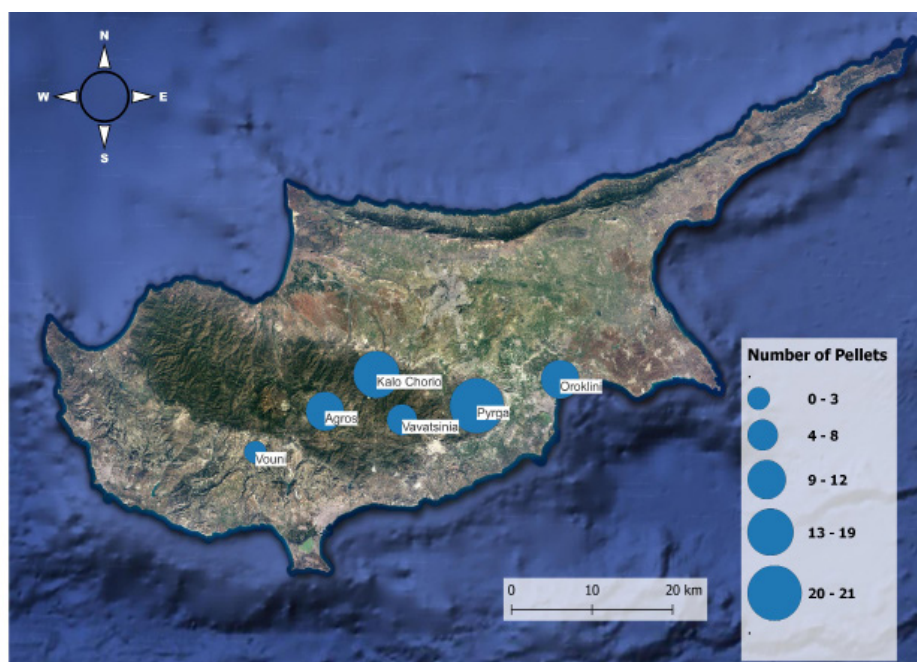 N
W
E
S
Kalo Chorio
Oroklini
Agros
Vavatsinia
Pyrga
Vouni
Number of Pellets
0 - 3
4 - 8
9 - 12
13 - 19
20 - 21
0 10 20 km